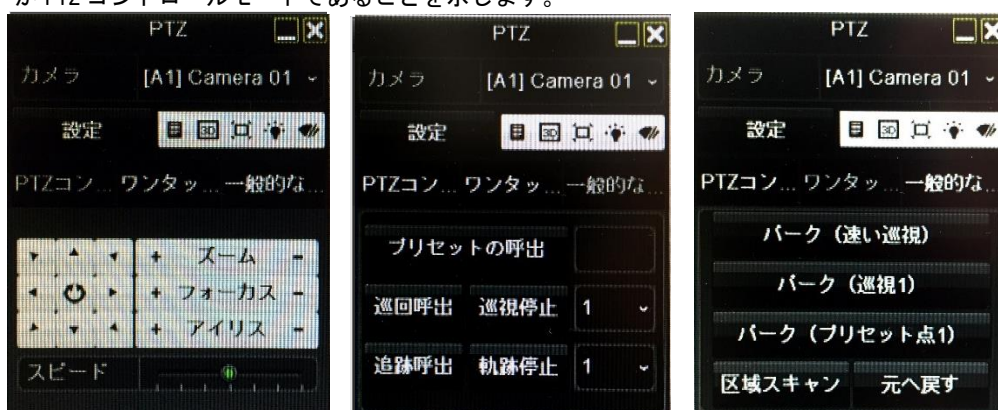 が PTZ コントロールモードであることを示します。
PTZ
カメラ [A1] Camera 01
設定 3D
PTZコン... ワンタッ... 一般的な...
+ ズーム -
+ フォーカス -
+ アイリス -
スピード
PTZ
カメラ [A1] Camera 01
設定 3D
PTZコン... ワンタッ... 一般的な...
プリセットの呼出
巡回呼出 巡視停止 1
追跡呼出 軌跡停止 1
PTZ
カメラ [A1] Camera 01
設定 3D
PTZコン... ワンタッ... 一般的な...
パーク（速い巡視)
パーク（巡視1)
パーク（プリセット点1)
区域スキャン 元へ戻す